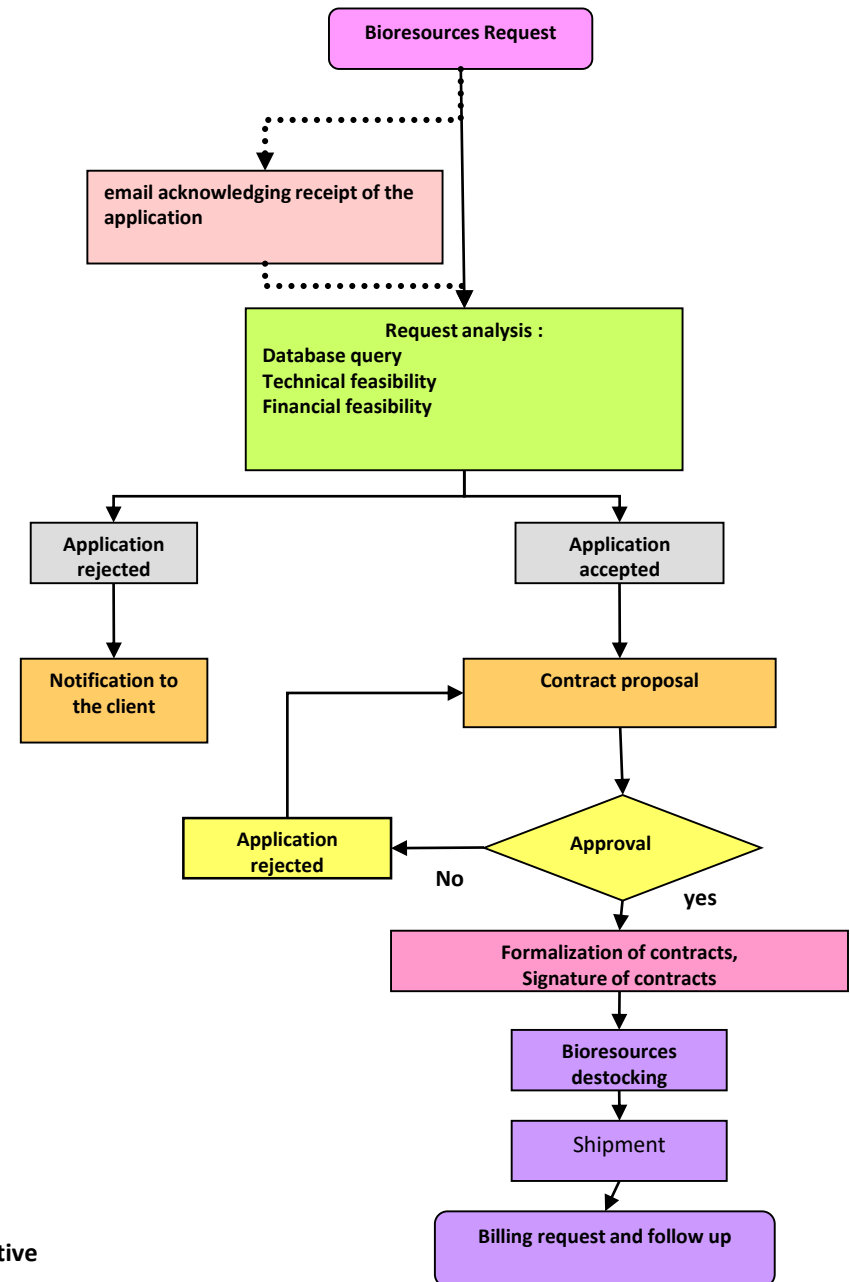 Bioresources Request
email acknowledging receipt of the
application
Request analysis :
Database query
Technical feasibility
Financial feasibility
Application
rejected
Application
accepted
Notification to
the client
Contract proposal
Application
rejected
Approval
No
yes
Formalization of contracts,
Signature of contracts
Bioresources
destocking
Shipment
Billing request and follow up
tive